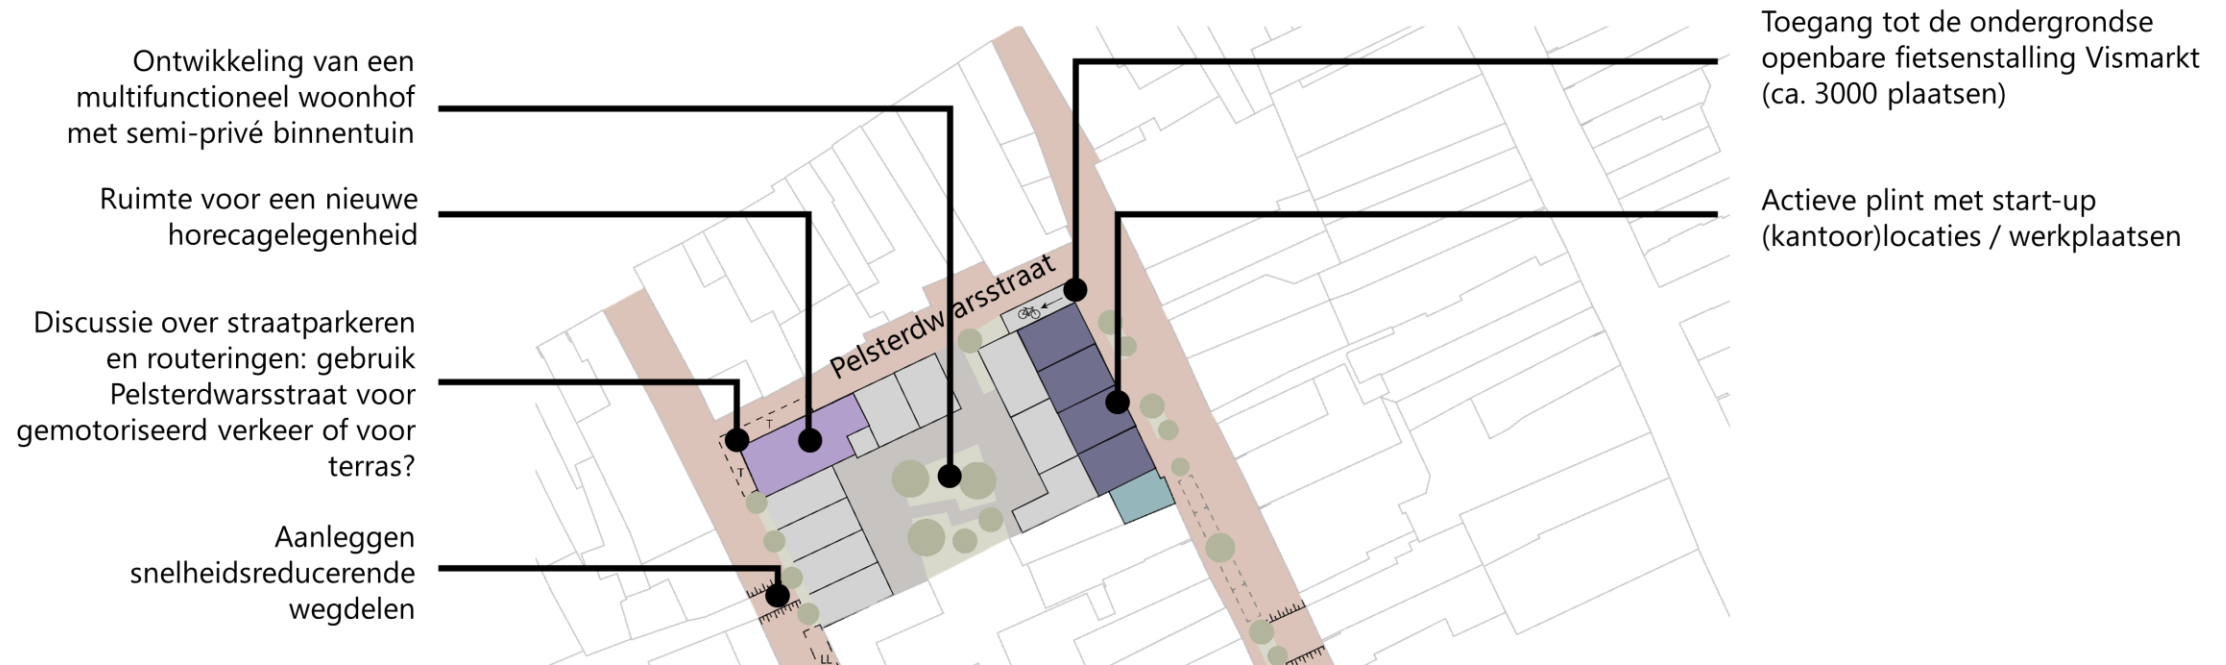 Ontwikkeling van een
multifunctioneel woonhof
met semi-privé binnentuin
Ruimte voor een nieuwe
horecagelegenheid
Discussie over straatparkeren
en routeringen: gebruik
Pelsterdwarsstraat voor
gemotoriseerd verkeer of voor
terras?
Aanleggen
snelheidsreducerende
wegdelen
Pelsterdwarsstraat
T
T
Toegang tot de ondergrondse
openbare fietsenstalling Vismarkt
(ca. 3000 plaatsen)
Actieve plint met start-up
(kantoor)locaties / werkplaatsen